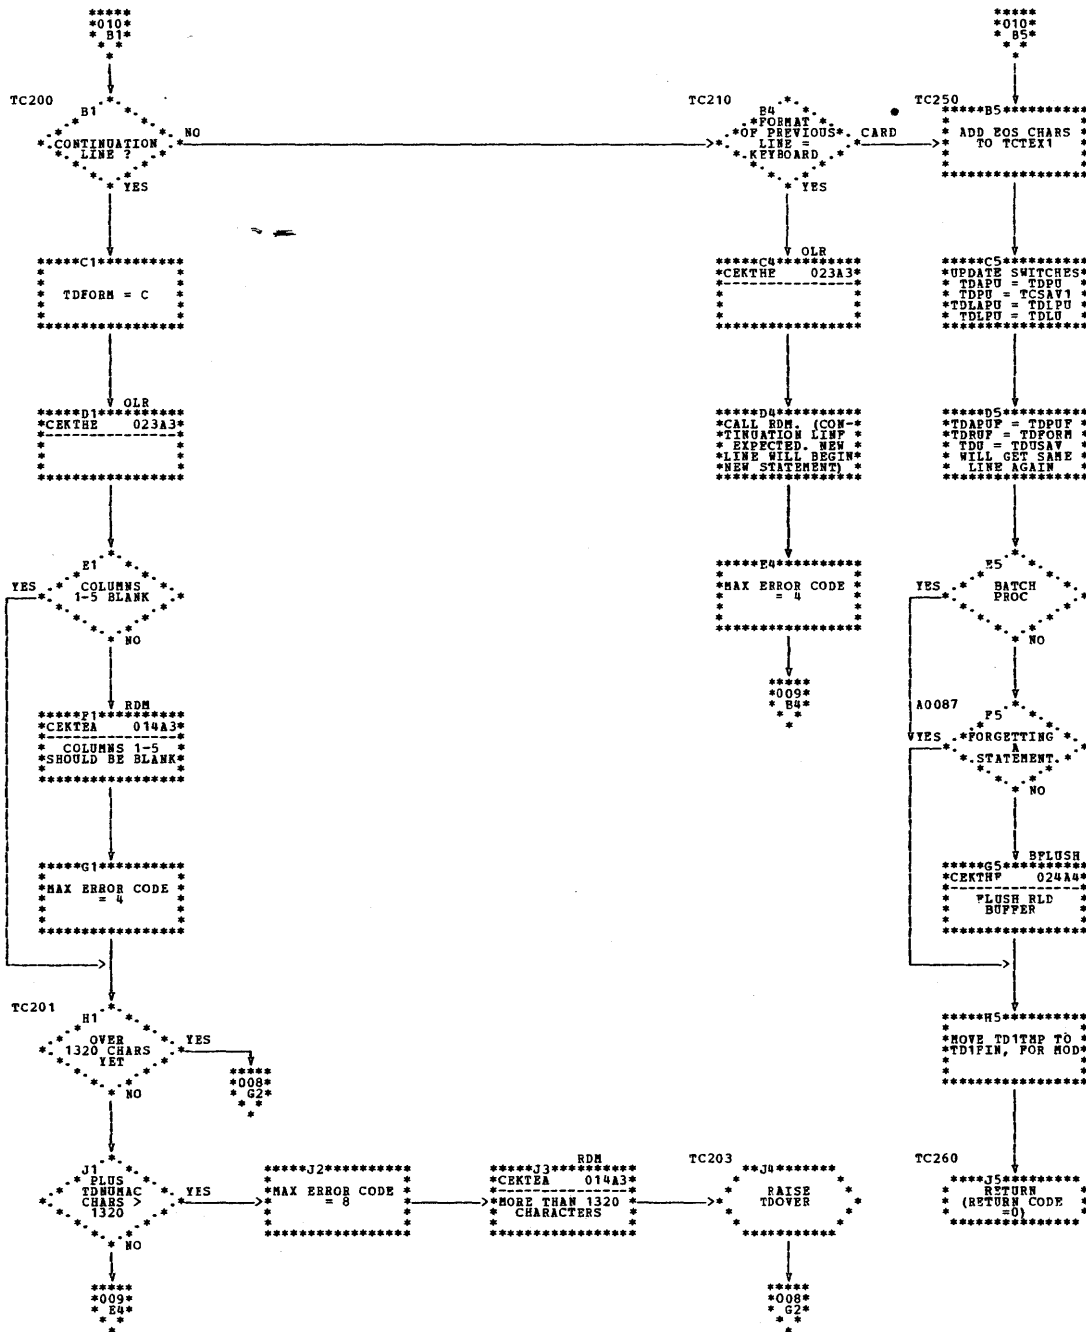 *010*
B1*
*010*
B5*
TC200
B1
CONTINUATION
LINE ?
NO
YES
TC210
B4
*FORMAT
*OF PREVIOUS*
LINE =
KEYBOARD
CARD
YES
TC250
*****B5**********
ADD EOS CHARS
TO TCTEX1
*****C1**********
TDFORM = C
OLR
*****C4**********
*CEKTHE 023A3*
*****C5**********
*UPDATE SWITCHES*
TDAPU = TDPU
TDPU = TCSAV1
*TDLAPU = TDLPU *
TDLPU = TDLU
OLR
*****D1**********
*CEKTHE 023A3*
*****D4**********
*CALL RDM. (CON-*
*TINUATION LINF *
* EXPECTED. NEW *
*LINE WILL BEGIN*
*NEW STATEMENT) *
*****D5**********
*TDAPUF = TDPUF *
*TDRUF = TDFORM *
* TDU = TDUSAV *
WILL GET SAME
LINE AGAIN
E1
YES
COLUMNS
1-5 BLANK
NO
*****E4**********
*MAX ERROR CODE *
= 4
E5
YES
BATCH
PROC
NO
*009*
B4*
RDM
*****F1**********
*CEKTEA 014A3*
* COLUMNS 1-5 *
*SHOULD BE BLANK*
A0087
F5
YES
*FORGETTING
A
.STATEMENT.
NO
*****G1**********
*MAX ERROR CODE *
= 4
BFLUSH
*****G5**********
*CEKTHF 024A4*
FLUSH RLD
BUFFER
TC201
H1
OVER
1320 CHARS
YET
YES
NO
*008*
G2*
*****H5**********
*MOVE TD1TMP TO *
*TD1FIN, FOR MOD*
J1
PLUS
TDNUMAC
CHARS >
1320
YES
NO
*****J2**********
*MAX ERROR CODE *
= 8
RDM
*****J3**********
*CEKTEA 014A3*
*MORE THAN 1320 *
CHARACTERS
TC203
**J4*******
RAISE
TDOVER
TC260
****J5*********
RETURN
(RETURN CODE
=0)
*009*
E4*
*008*
G2*